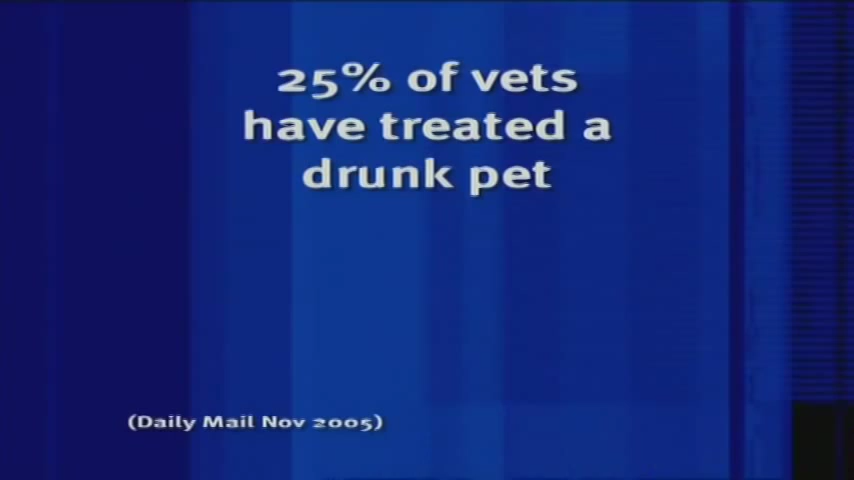 25% of vets
have treated a
drunk pet
(Daily Mail Nov 2005)